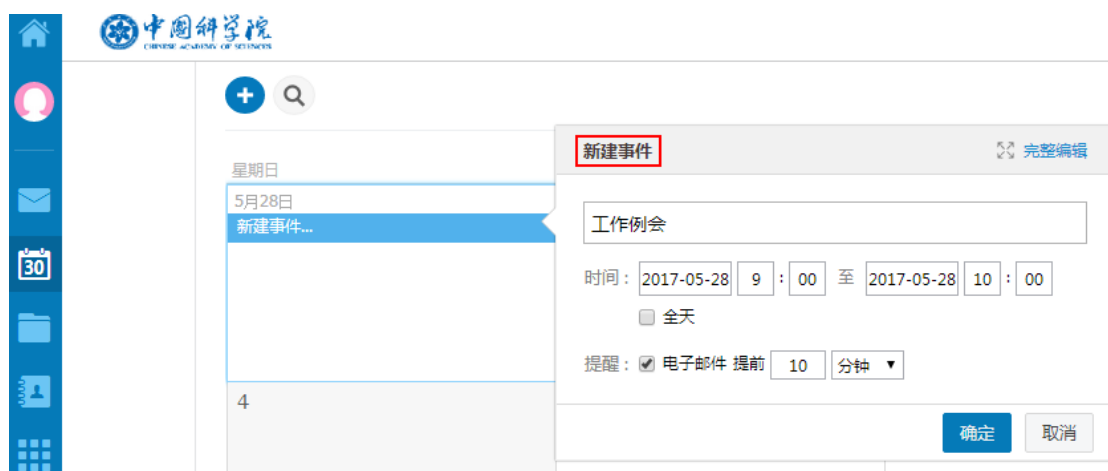 中国科学院
CHINESE ACADEMY OF SCIENCES
新建事件
完整编辑
星期日
5月28日
新建事件...
工作例会
时间： 2017-05-28 9 : 00 至 2017-05-28 10 : 00
30
全天
提醒： 电子邮件 提前 10 分钟
4
确定 取消